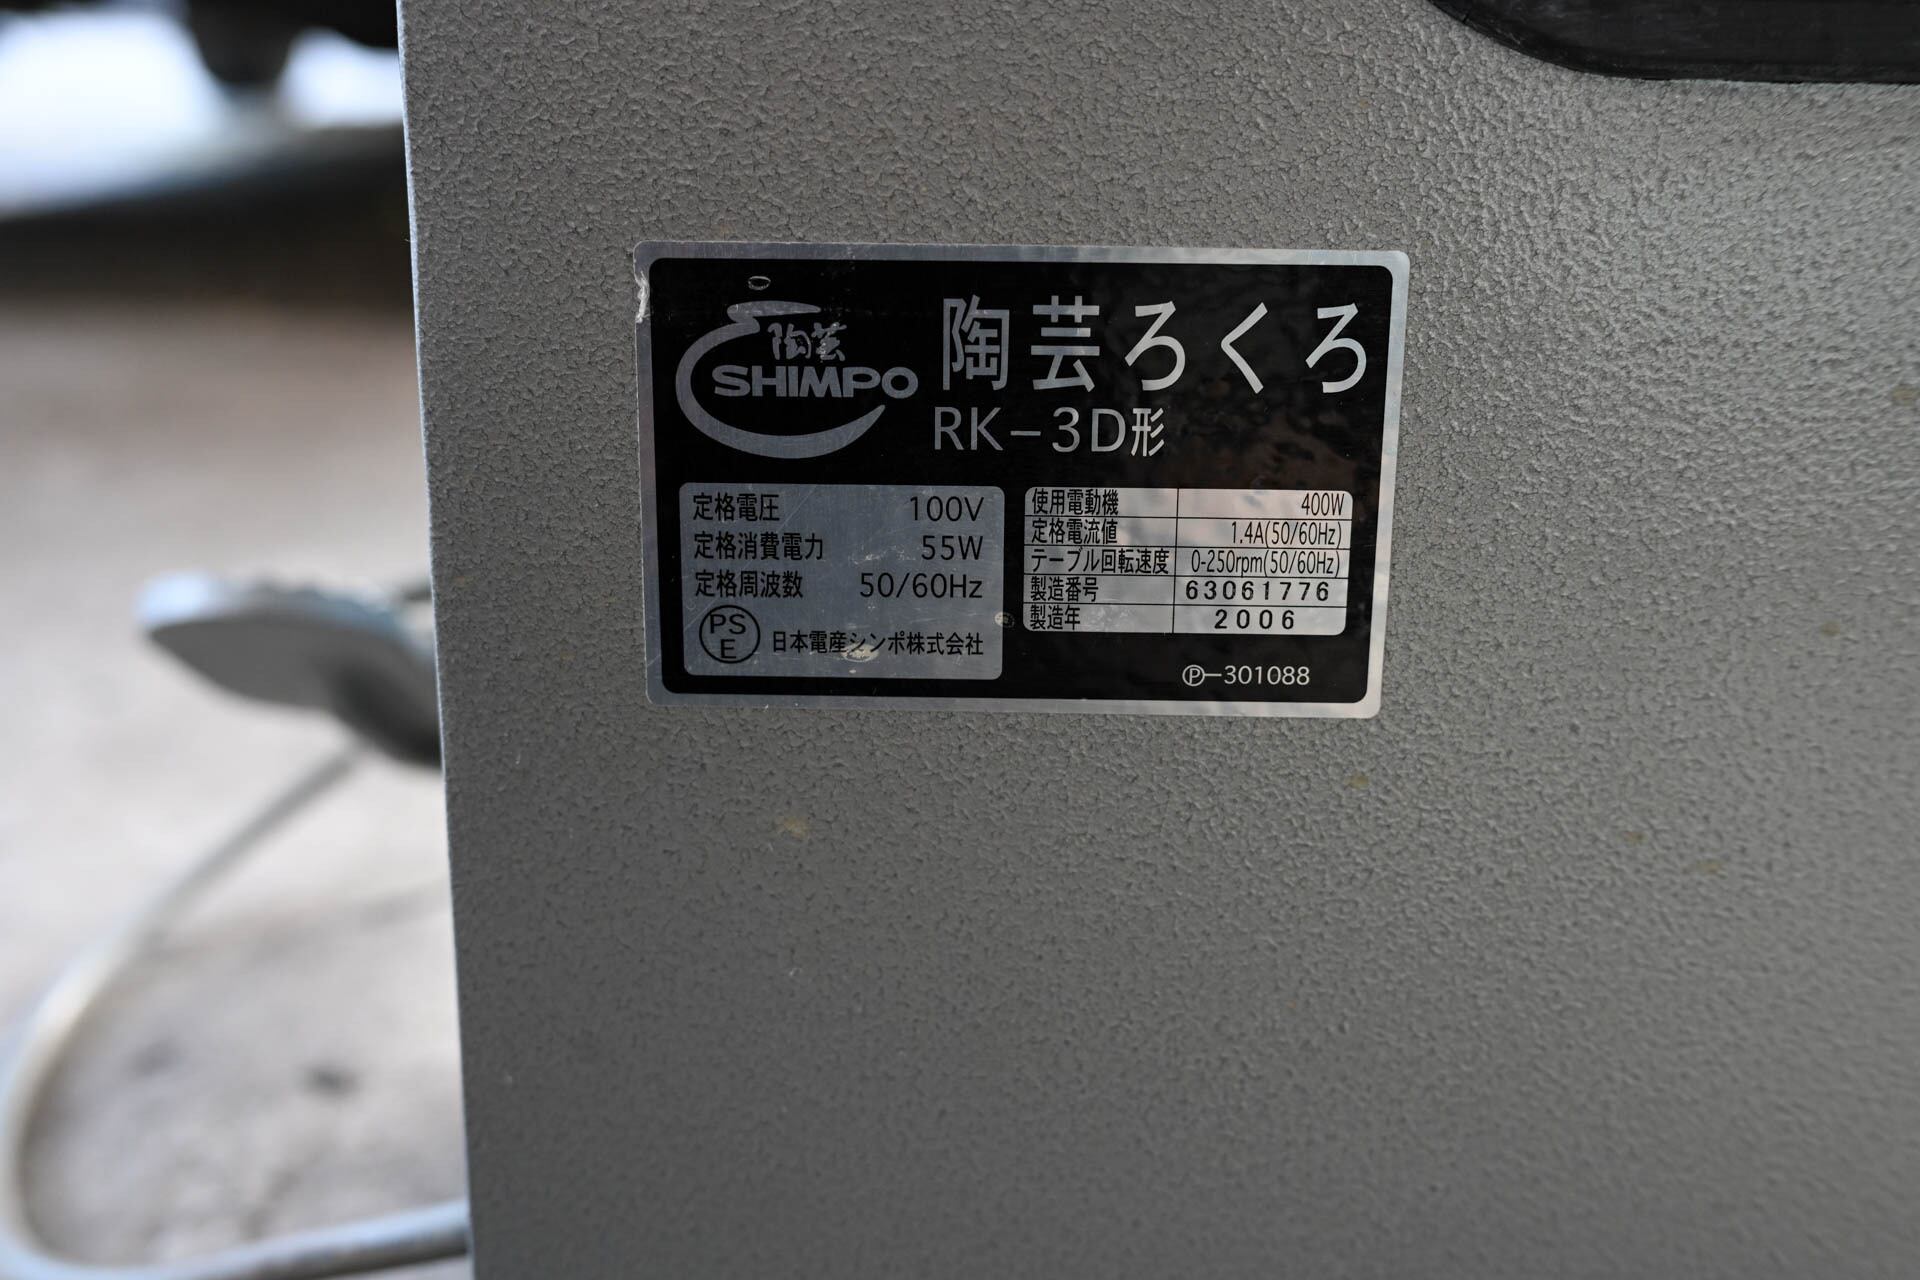 陶芸
SHIMPO
陶芸ろくろ
RK-3D形
定格電圧 100V
定格消費電力 55W
定格周波数 50/60Hz
PS
E
日本電産シンポ株式会社
使用電動機 400W
定格電流値 1.4A(50/60Hz)
テーブル回転速度 0-250rpm(50/60Hz)
製造番号 63061776
製造年 2006
Ⓟ-301088